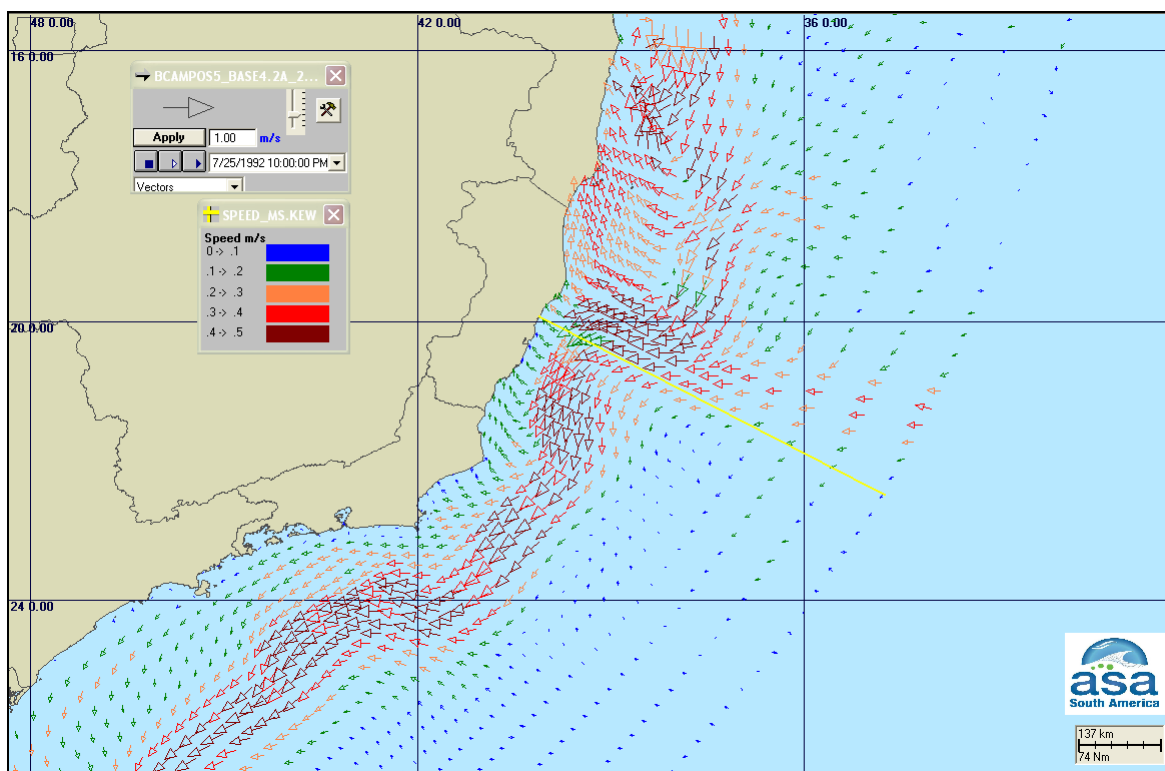 48 0.00
42 0.00
36 0.00
16 0.00
BCAMPOS5_BASE4.2A_2...
Apply
1.00
m/s
7/25/1992 10:00:00 PM
Vectors
SPEED_MS.KEW
Speed m/s
0 -> .1
.1 -> .2
.2 -> .3
.3 -> .4
.4 -> .5
20 0.00
24 0.00
asa
South America
137 km
74 Nm